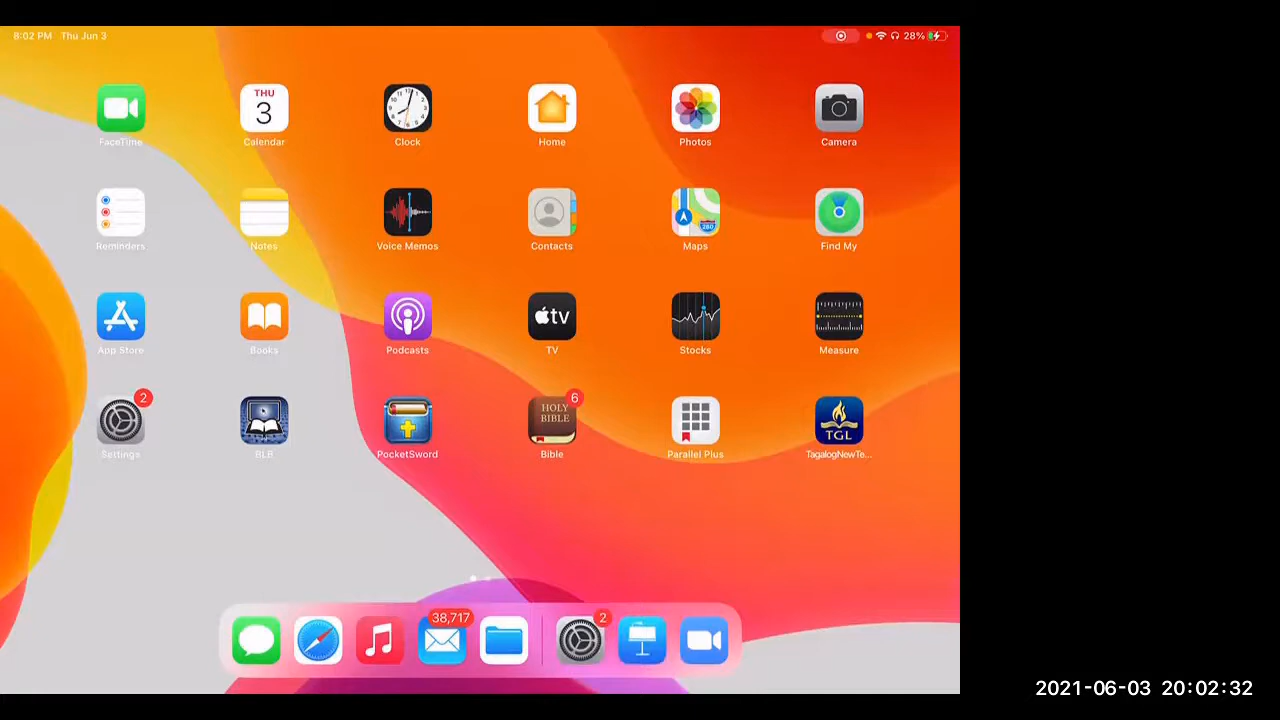 8:02 PM Thu Jun 3
28%
THU
3
FaceTime Calendar Clock Home Photos Camera
280
Reminders Notes Voice Memos Contacts Maps Find My
tv
App Store Books Podcasts TV Stocks Measure
2
6
HOLY
BIBLE
TGL
Settings BLB PocketSword Bible Parallel Plus TagalogNewTe...
38,717
2
2021-06-03 20:02:32